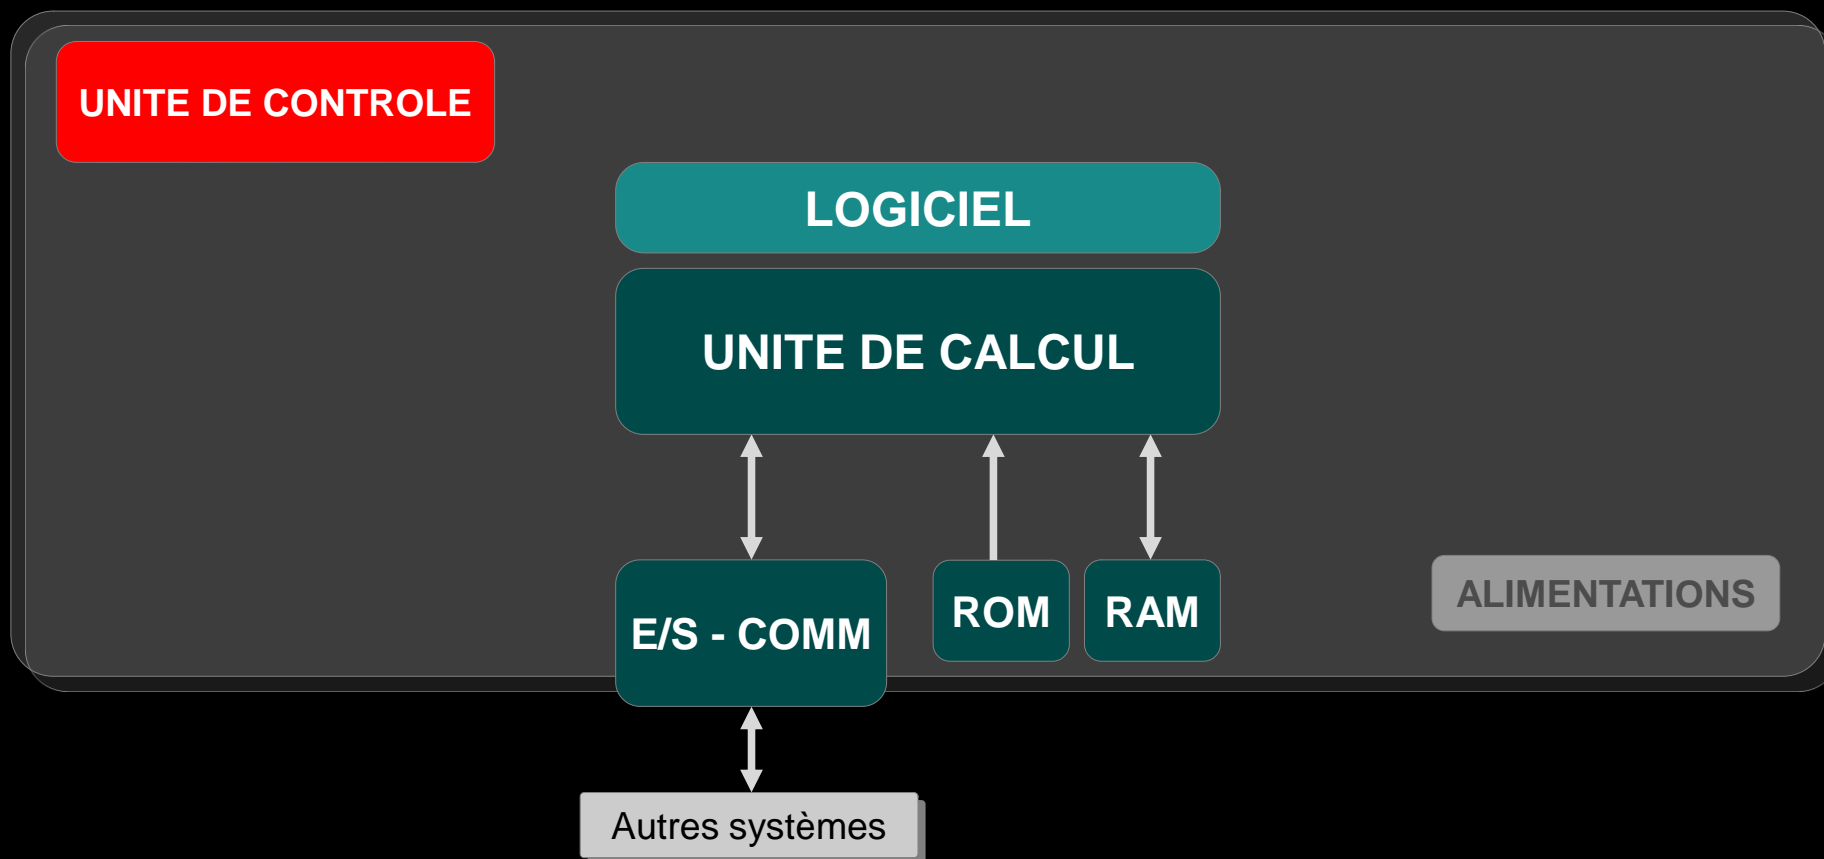 UNITE DE CONTROLE
LOGICIEL
UNITE DE CALCUL
E/S - COMM
ROM
RAM
ALIMENTATIONS
Autres systèmes